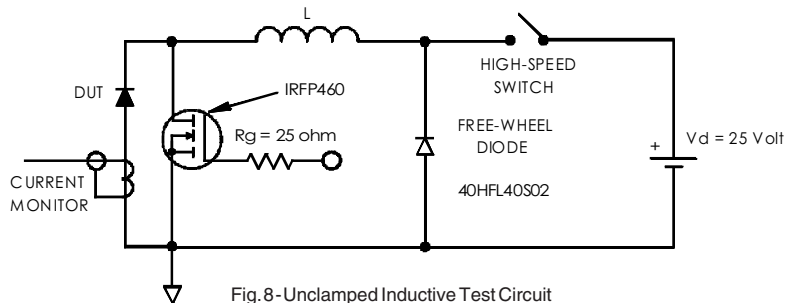 L
HIGH-SPEED
SWITCH
DUT
IRFP460
Rg = 25 ohm
FREE-WHEEL
DIODE
+
Vd = 25 Volt
CURRENT
MONITOR
40HFL40S02
Fig. 8 - Unclamped Inductive Test Circuit